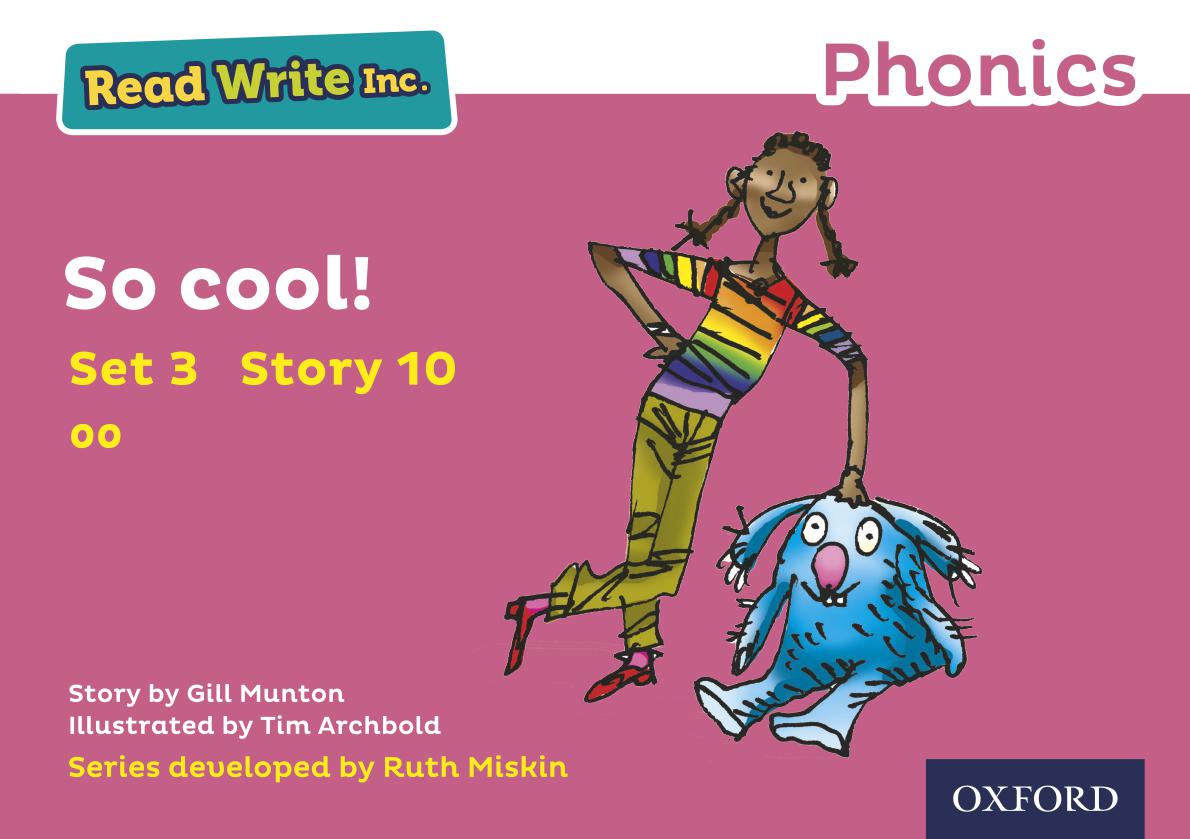 Read Write Inc.
Phonics
So cool!
Set 3 Story 10
oo
Story by Gill Munton
Illustrated by Tim Archbold
Series developed by Ruth Miskin
OXFORD